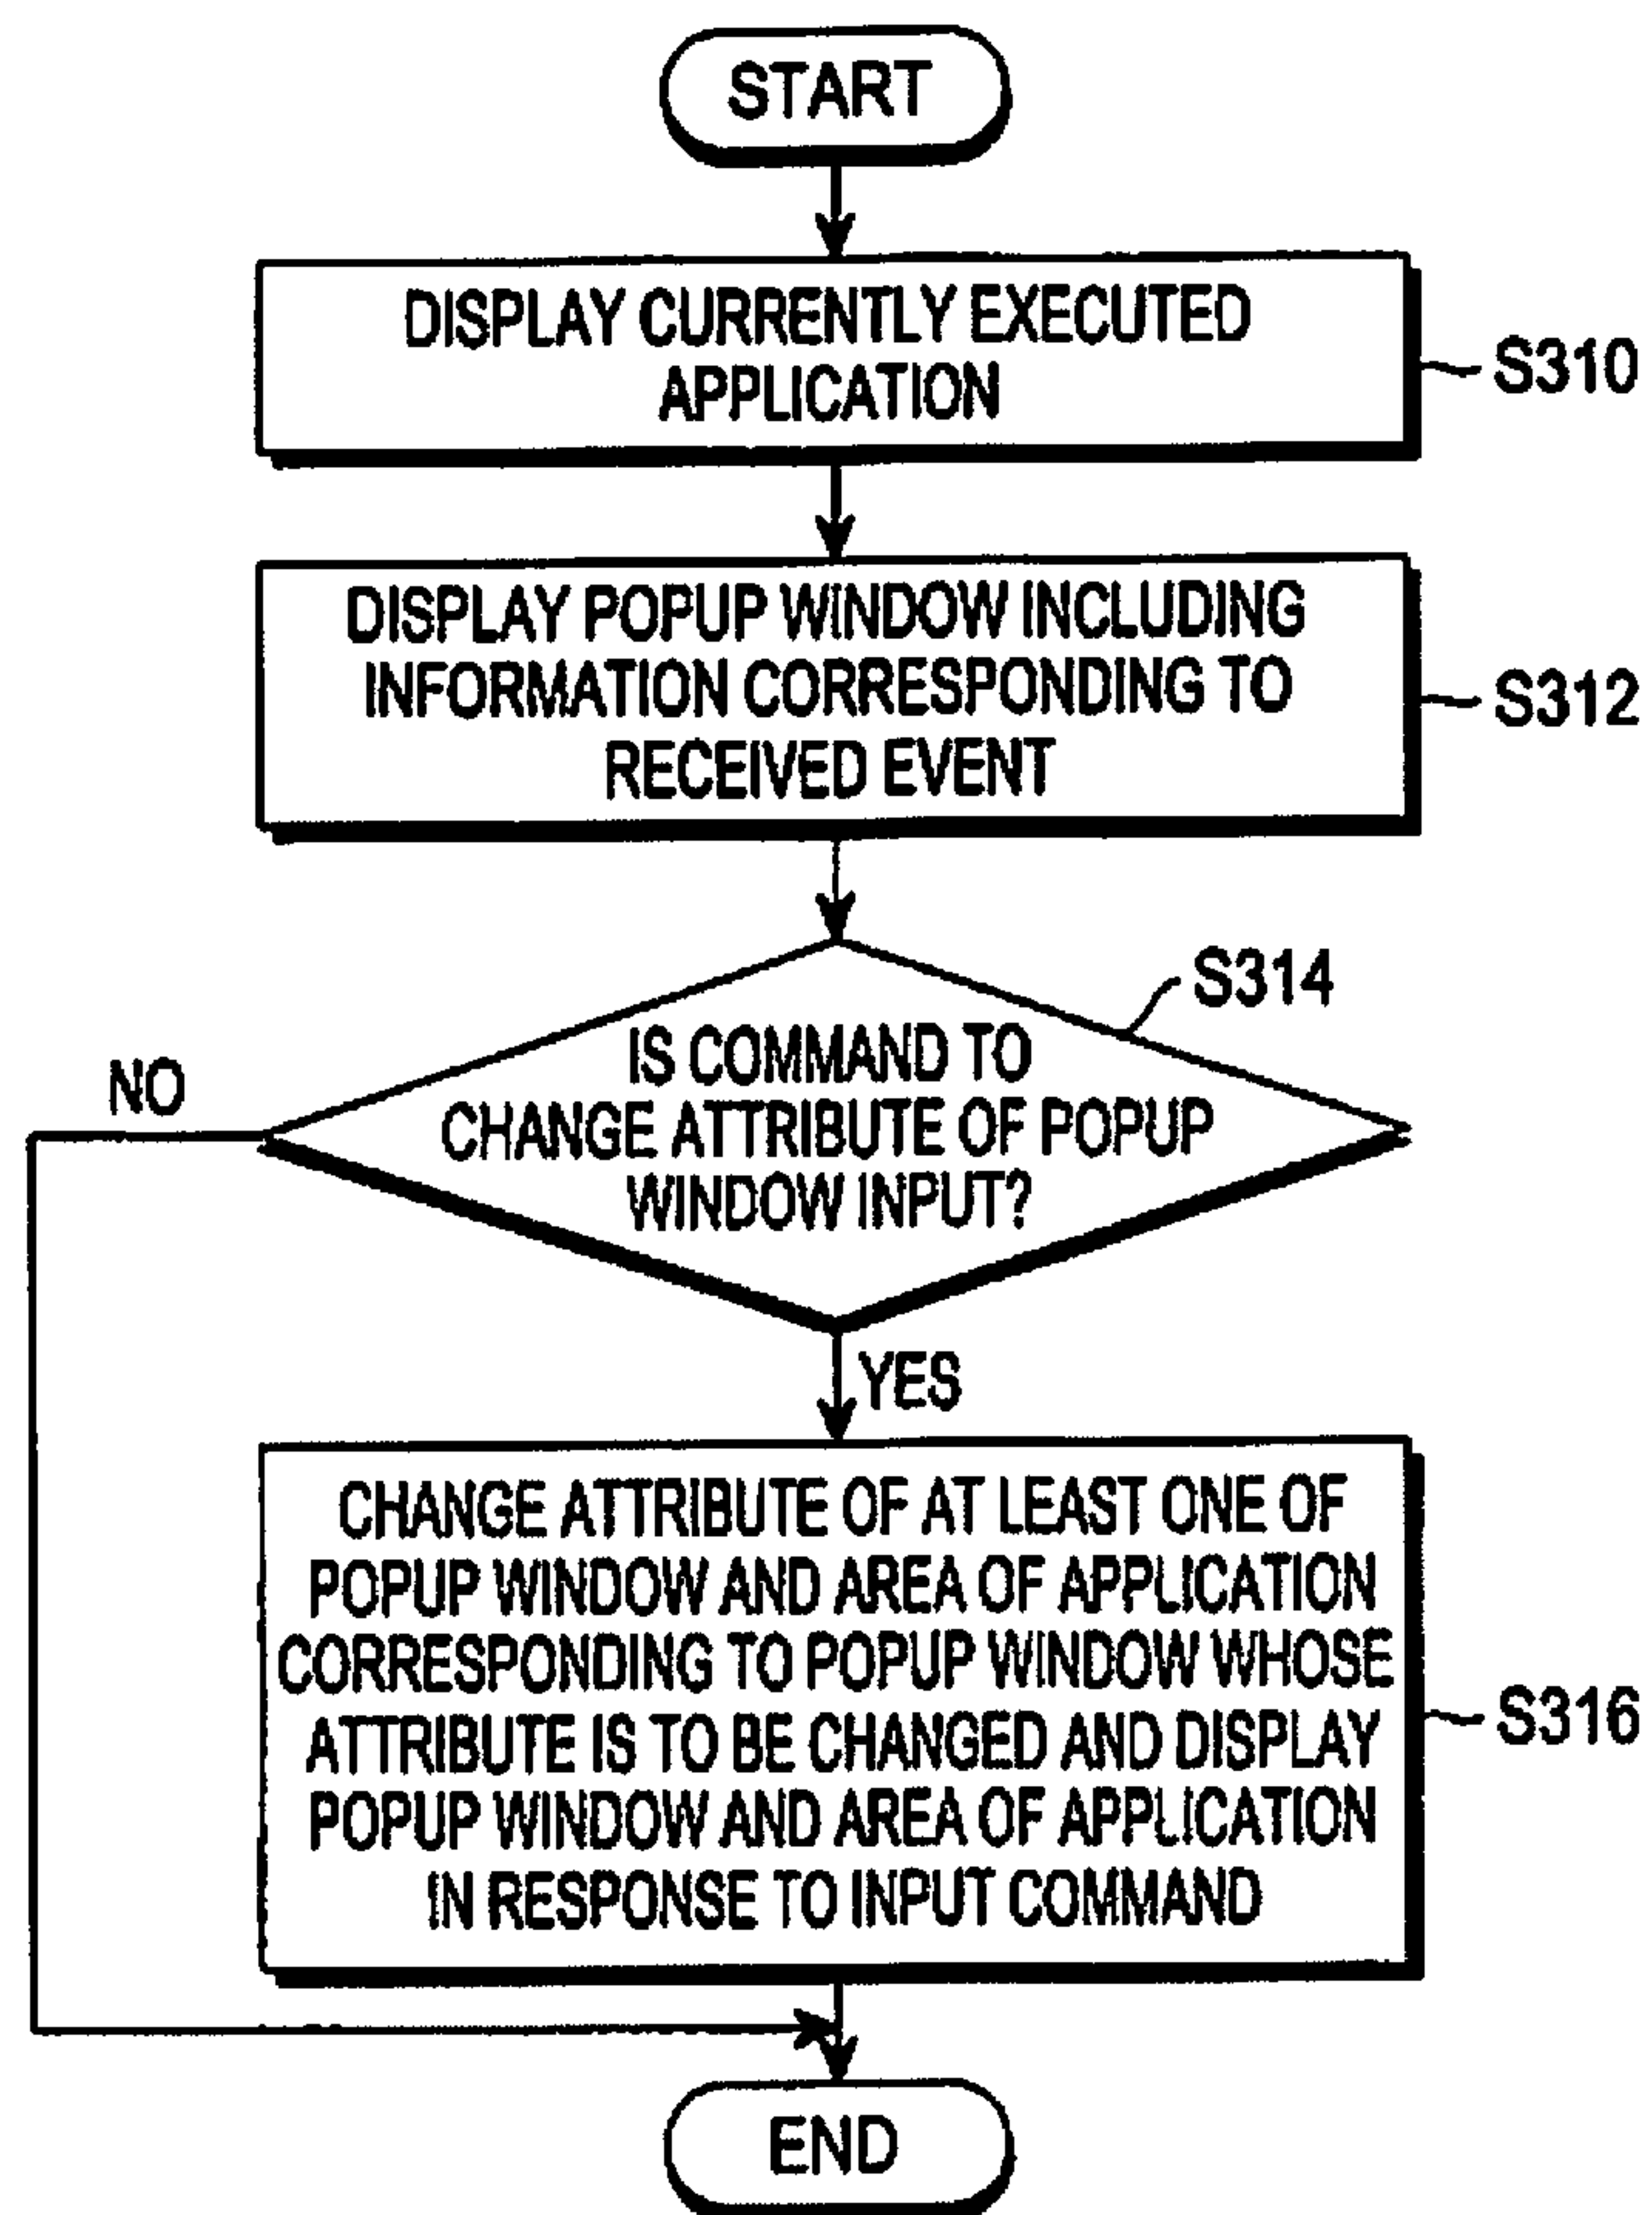 START
DISPLAY CURRENTLY EXECUTED
APPLICATION
S310
DISPLAY POPUP WINDOW INCLUDING
INFORMATION CORRESPONDING TO
RECEIVED EVENT
S312
S314
IS COMMAND TO
CHANGE ATTRIBUTE OF POPUP
WINDOW INPUT?
NO
YES
CHANGE ATTRIBUTE OF AT LEAST ONE OF
POPUP WINDOW AND AREA OF APPLICATION
CORRESPONDING TO POPUP WINDOW WHOSE
ATTRIBUTE IS TO BE CHANGED AND DISPLAY
POPUP WINDOW AND AREA OF APPLICATION
IN RESPONSE TO INPUT COMMAND
S316
END